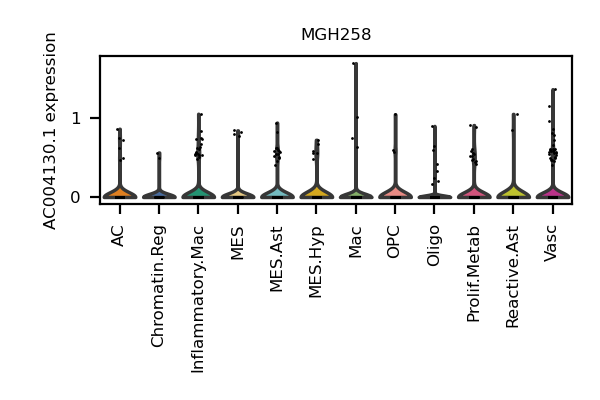 MGH258
AC004130.1 expression
1
0
AC
Chromatin.Reg
Inflammatory.Mac
MES
MES.Ast
MES.Hyp
Mac
OPC
Oligo
Prolif.Metab
Reactive.Ast
Vasc